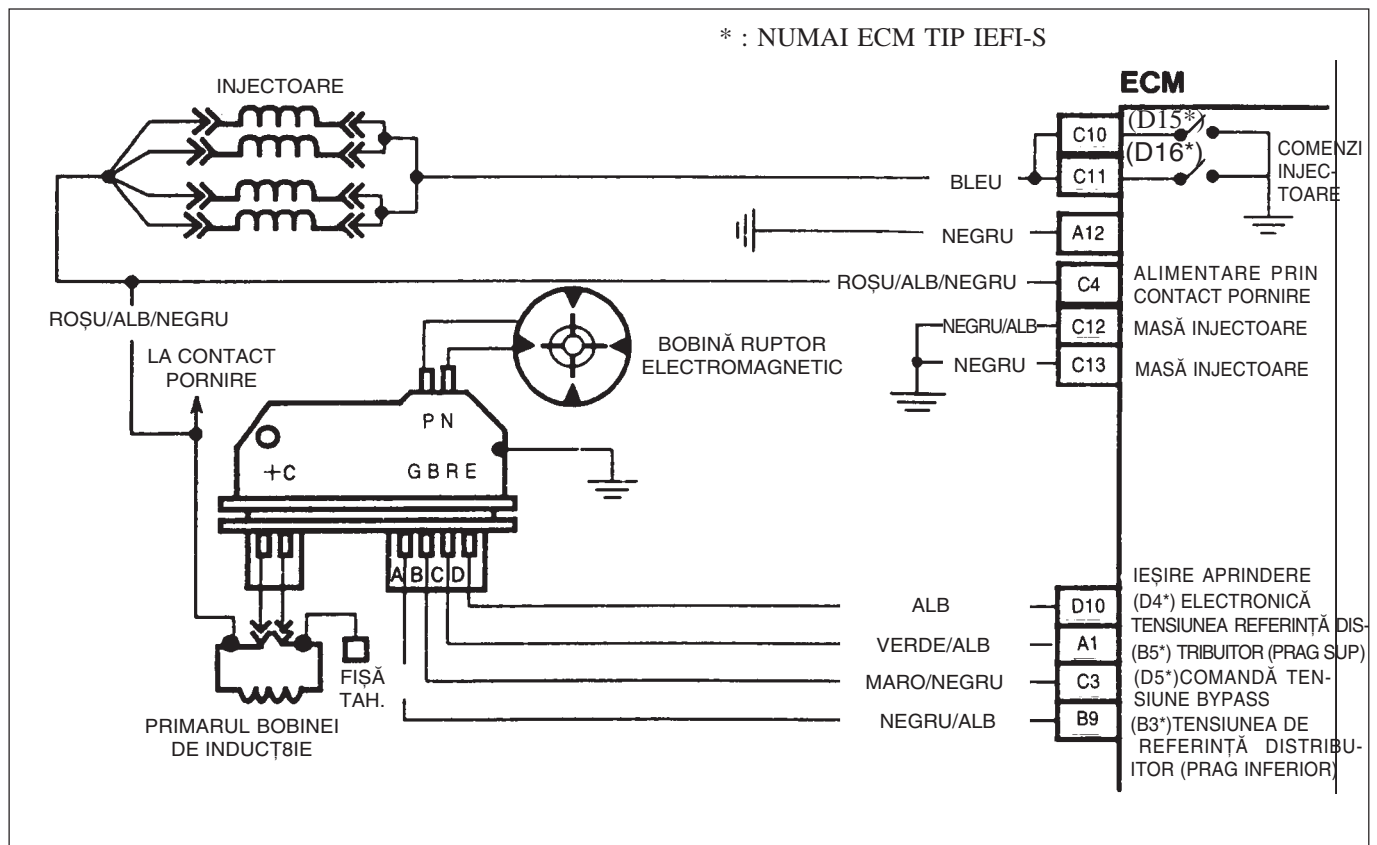 * : NUMAI ECM TIP IEFI-S
ECM
INJECTOARE
C10
(D15*)
COMENZI
INJEC-
TOARE
C11
(D16*)
BLEU
NEGRU
A12
ROȘU/ALB/NEGRU
C4
ALIMENTARE PRIN
CONTACT PORNIRE
NEGRU/ALB
C12
MASĂ INJECTOARE
NEGRU
C13
MASĂ INJECTOARE
ROȘU/ALB/NEGRU
LA CONTACT
PORNIRE
BOBINĂ RUPTOR
ELECTROMAGNETIC
P N
+C
G B R E
A B C D
FIȘĂ
TAH.
PRIMARUL BOBINEI
DE INDUCȚ8IE
ALB
D10
IEȘIRE APRINDERE
(D4*) ELECTRONICĂ
VERDE/ALB
A1
TENSIUNEA REFERINȚĂ DIS-
(B5*) TRIBUITOR (PRAG SUP)
MARO/NEGRU
C3
(D5*)COMANDĂ TEN-
SIUNE BYPASS
NEGRU/ALB
B9
(B3*)TENSIUNEA DE
REFERINȚĂ DISTRIBU-
ITOR (PRAG INFERIOR)